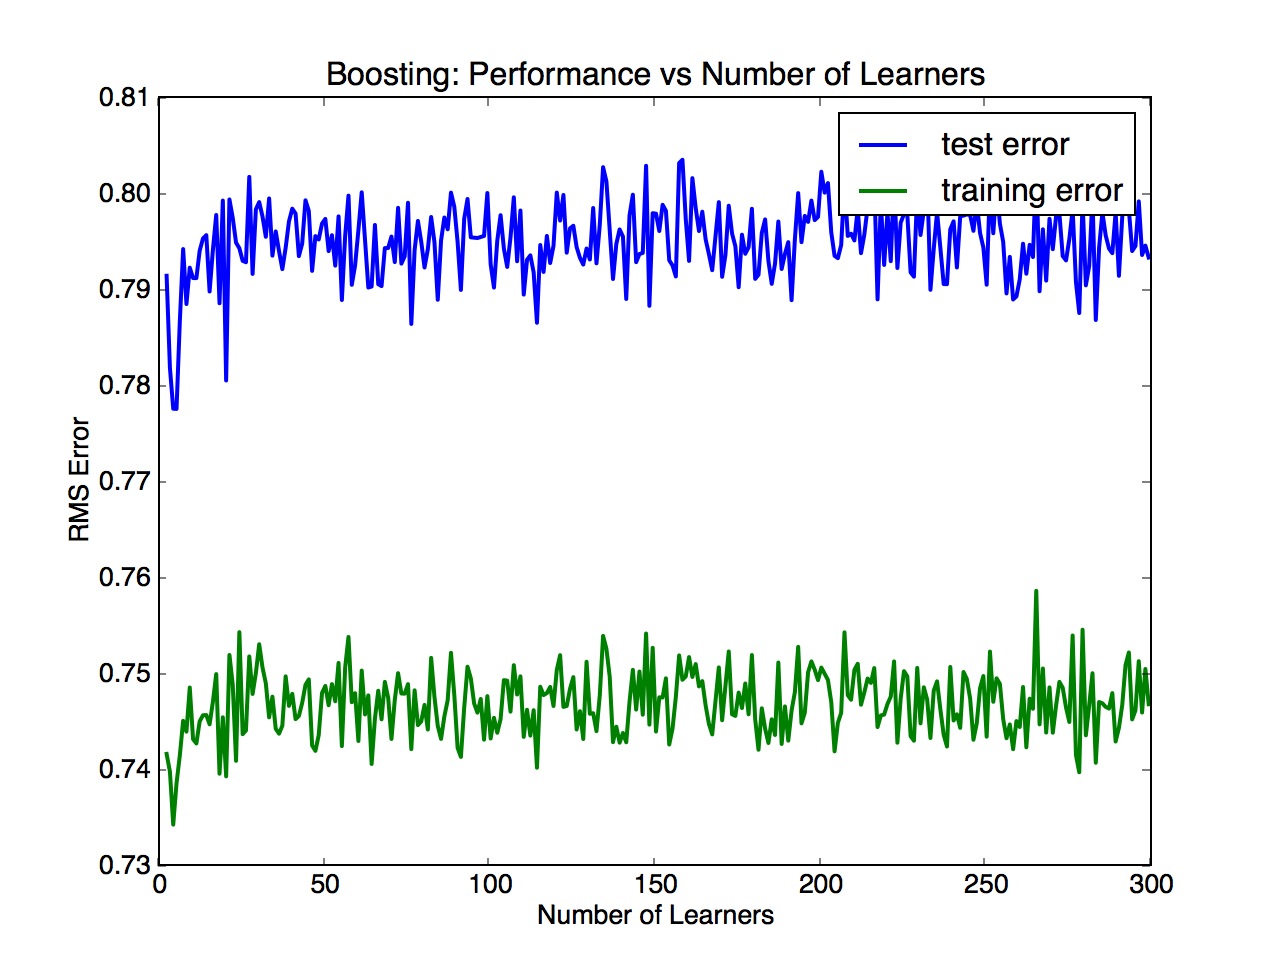 Boosting: Performance vs Number of Learners
0.81
0.80
0.79
0.78
0.77
0.76
0.75
0.74
0.73
RMS Error
test error
training error
0 50 100 150 200 250 300
Number of Learners